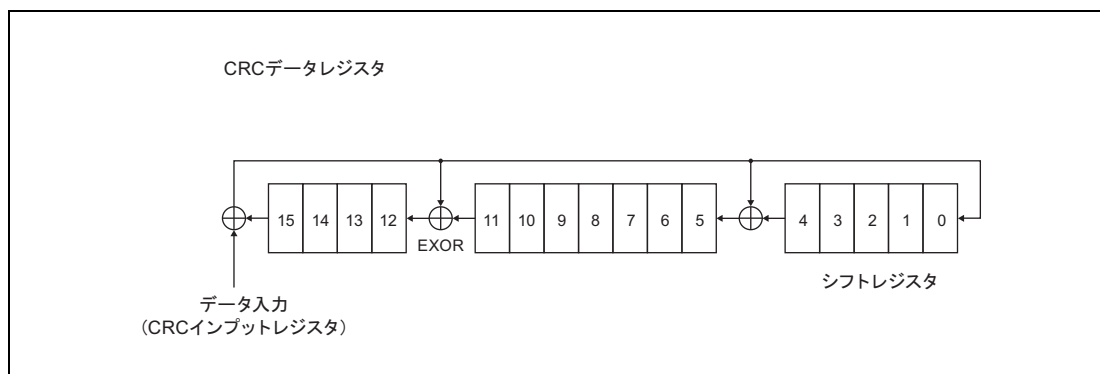 CRCデータレジスタ
15 14 13 12
EXOR
11 10 9 8 7 6 5
4 3 2 1 0
シフトレジスタ
データ入力
（CRCインプットレジスタ）